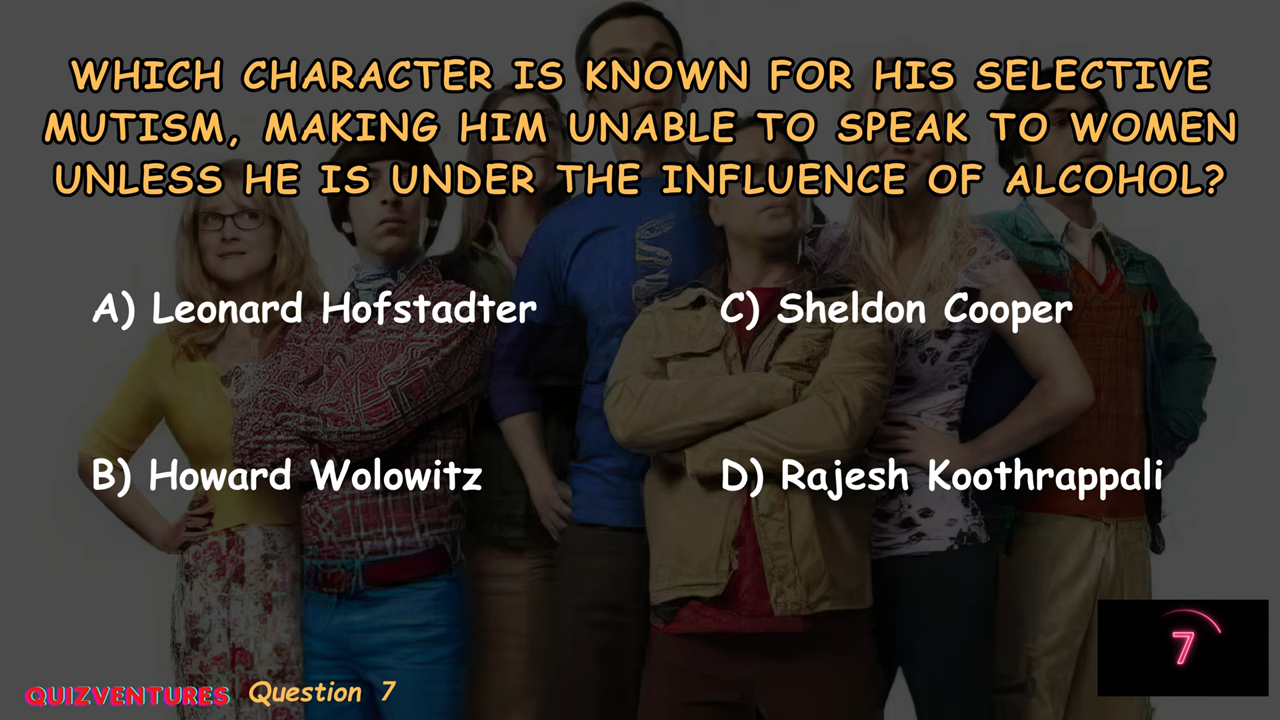 WHICH CHARACTER IS KNOWN FOR HIS SELECTIVE
MUTISM, MAKING HIM UNABLE TO SPEAK TO WOMEN
UNLESS HE IS UNDER THE INFLUENCE OF ALCOHOL?
A) Leonard Hofstadter
C) Sheldon Cooper
B) Howard Wolowitz
D) Rajesh Koothrappali
7
QUIZVENTURES Question 7